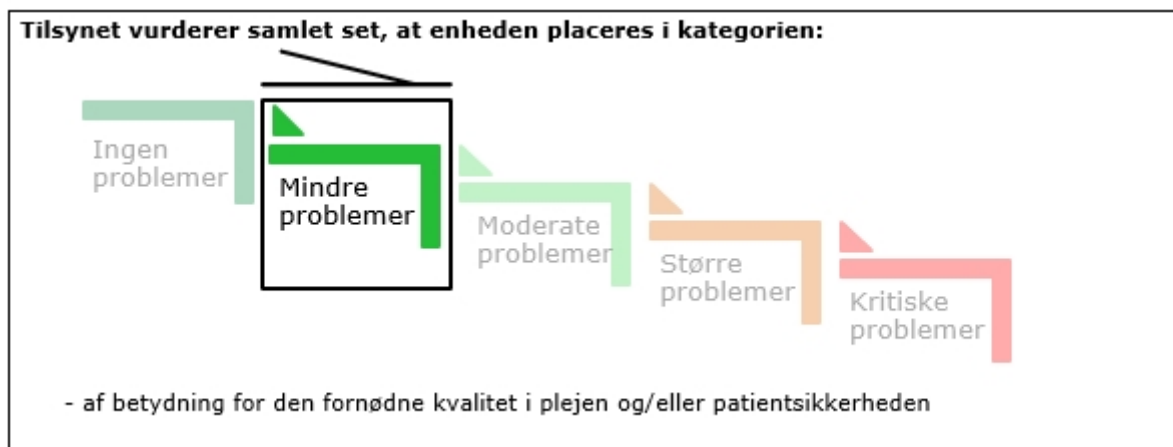 Tilsynet vurderer samlet set, at enheden placeres i kategorien:
Ingen
problemer
Mindre
problemer
Moderate
problemer
Større
problemer
Kritiske
problemer
- af betydning for den fornødne kvalitet i plejen og/eller patientsikkerheden